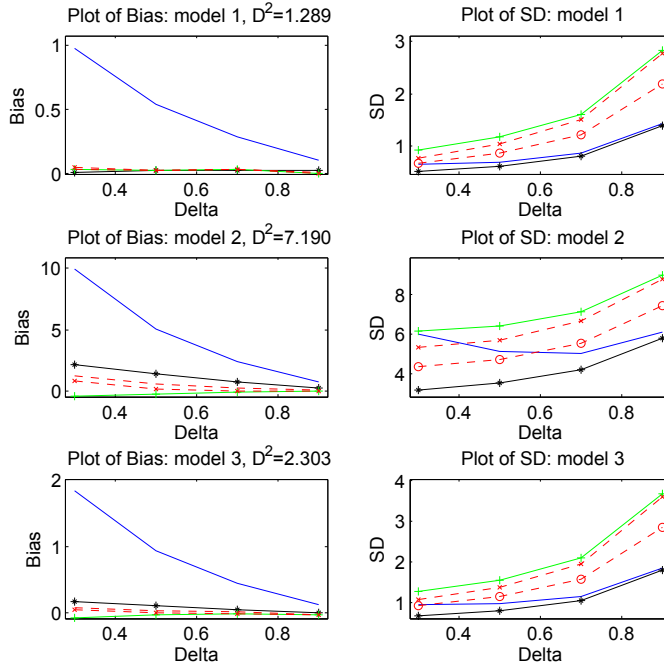 Plot of Bias: model 1, D²=1.289
Plot of SD: model 1
1
0.5
0
Bias
0.4
0.6
0.8
Delta
3
2
1
SD
0.4
0.6
0.8
Delta
Plot of Bias: model 2, D²=7.190
Plot of SD: model 2
10
5
0
Bias
0.4
0.6
0.8
Delta
8
6
4
SD
0.4
0.6
0.8
Delta
Plot of Bias: model 3, D²=2.303
Plot of SD: model 3
2
1
0
Bias
0.4
0.6
0.8
Delta
4
3
2
1
SD
0.4
0.6
0.8
Delta